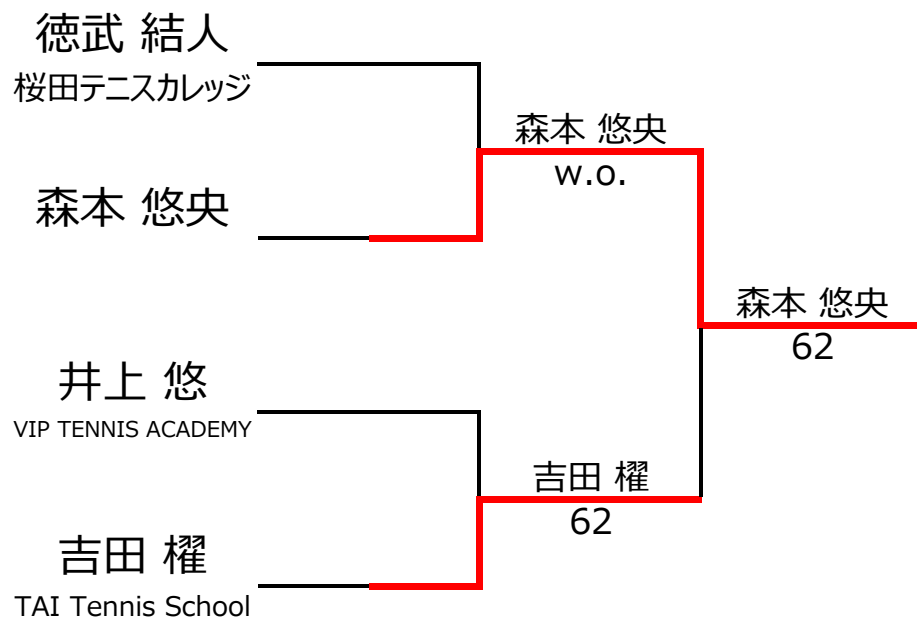 徳武 結人
桜田テニスカレッジ
森本 悠央
w.o.
森本 悠央
森本 悠央
62
井上 悠
VIP TENNIS ACADEMY
吉田 櫂
62
吉田 櫂
TAI Tennis School